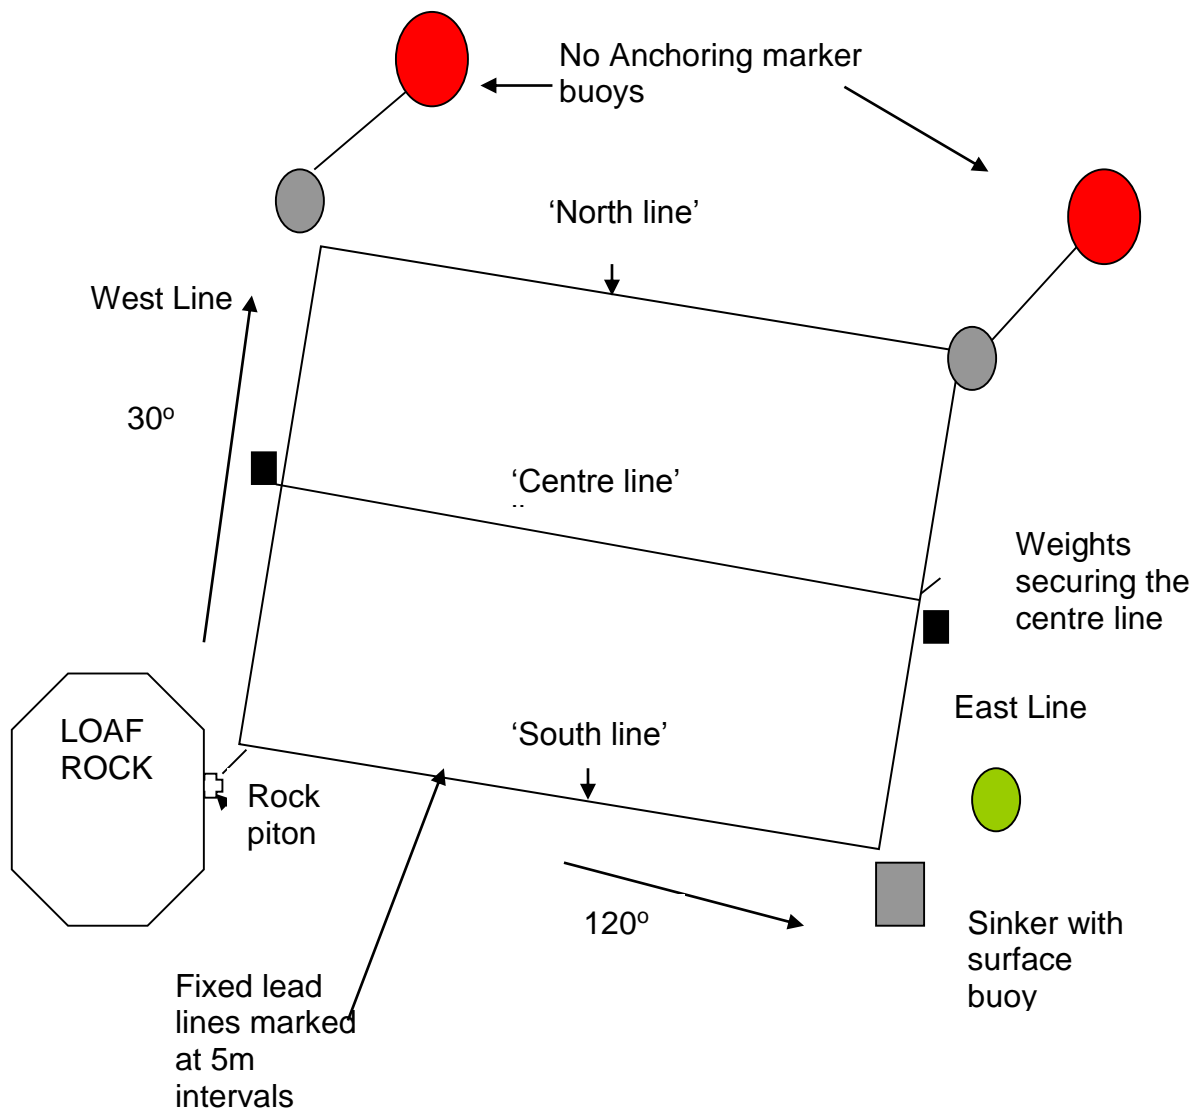 No Anchoring marker
buoys
‘North line’
West Line
30º
‘Centre line’
Weights
securing the
centre line
East Line
LOAF
ROCK
‘South line’
Rock
piton
120º
Sinker with
surface
buoy
Fixed lead
lines marked
at 5m
intervals